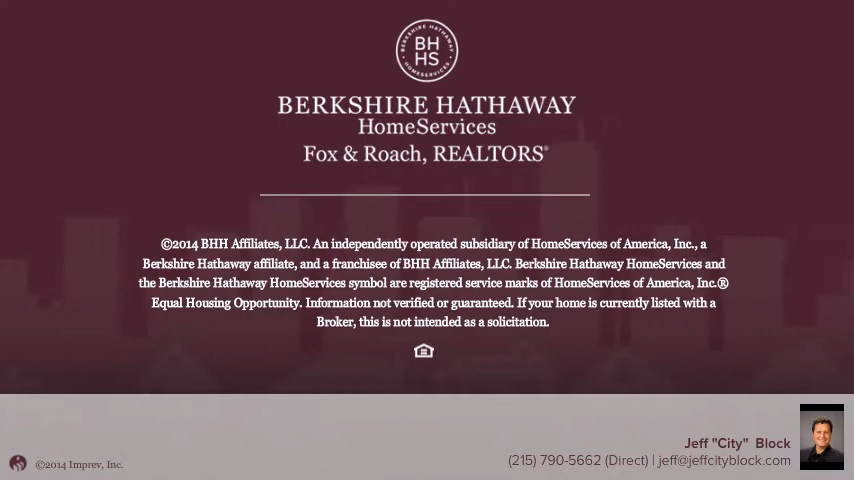 BERKSHIRE HATHAWAY
BH
HS
HOMESERVICES
BERKSHIRE HATHAWAY
HomeServices
Fox & Roach, REALTORS®
©2014 BHH Affiliates, LLC. An independently operated subsidiary of HomeServices of America, Inc., a
Berkshire Hathaway affiliate, and a franchisee of BHH Affiliates, LLC. Berkshire Hathaway HomeServices and
the Berkshire Hathaway HomeServices symbol are registered service marks of HomeServices of America, Inc.®
Equal Housing Opportunity. Information not verified or guaranteed. If your home is currently listed with a
Broker, this is not intended as a solicitation.
Jeff "City" Block
(215) 790-5662 (Direct) | jeff@jeffcityblock.com
©2014 Imprev, Inc.